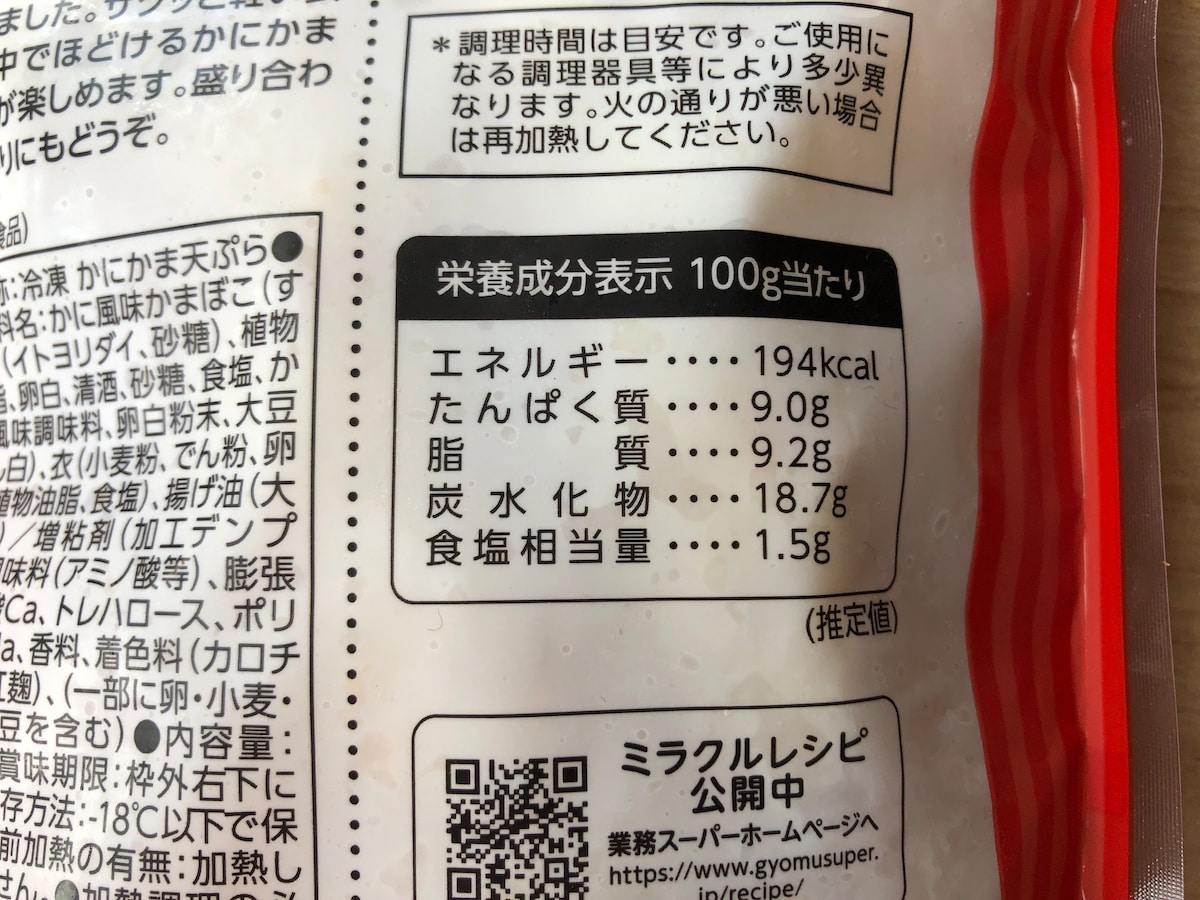 ました。サクッと軽い
中でほどけるかにかま
が楽しめます。盛り合わ
りにもどうぞ。
*調理時間は目安です。ご使用に
なる調理器具等により多少異
なります。火の通りが悪い場合
は再加熱してください。
食品)
称:冷凍 かにかま天ぷら●
料名:かに風味かまぼこ(す
(イトヨリダイ、砂糖)、植物
脂、卵白、清酒、砂糖、食塩、か
風味調味料、卵白粉末、大豆
白)、衣(小麦粉、でん粉、卵
植物油脂、食塩)、揚げ油(大
)/増粘剤(加工デンプ
味料(アミノ酸等)、膨張
Ca、トレハロース、ポリ
a、香料、着色料(カロチ
紅麹)、(一部に卵・小麦・
豆を含む)●内容量:
賞味期限:枠外右下に
存方法:-18℃以下で保
前加熱の有無:加熱し
せん。●加熱調理の
栄養成分表示 100g当たり
エネルギー････194kcal
たんぱく質････9.0g
脂質････9.2g
炭水化物････18.7g
食塩相当量････1.5g
(推定値)
ミラクルレシピ
公開中
業務スーパーホームページへ
https://www.gyomusuper.
jp/recipe/